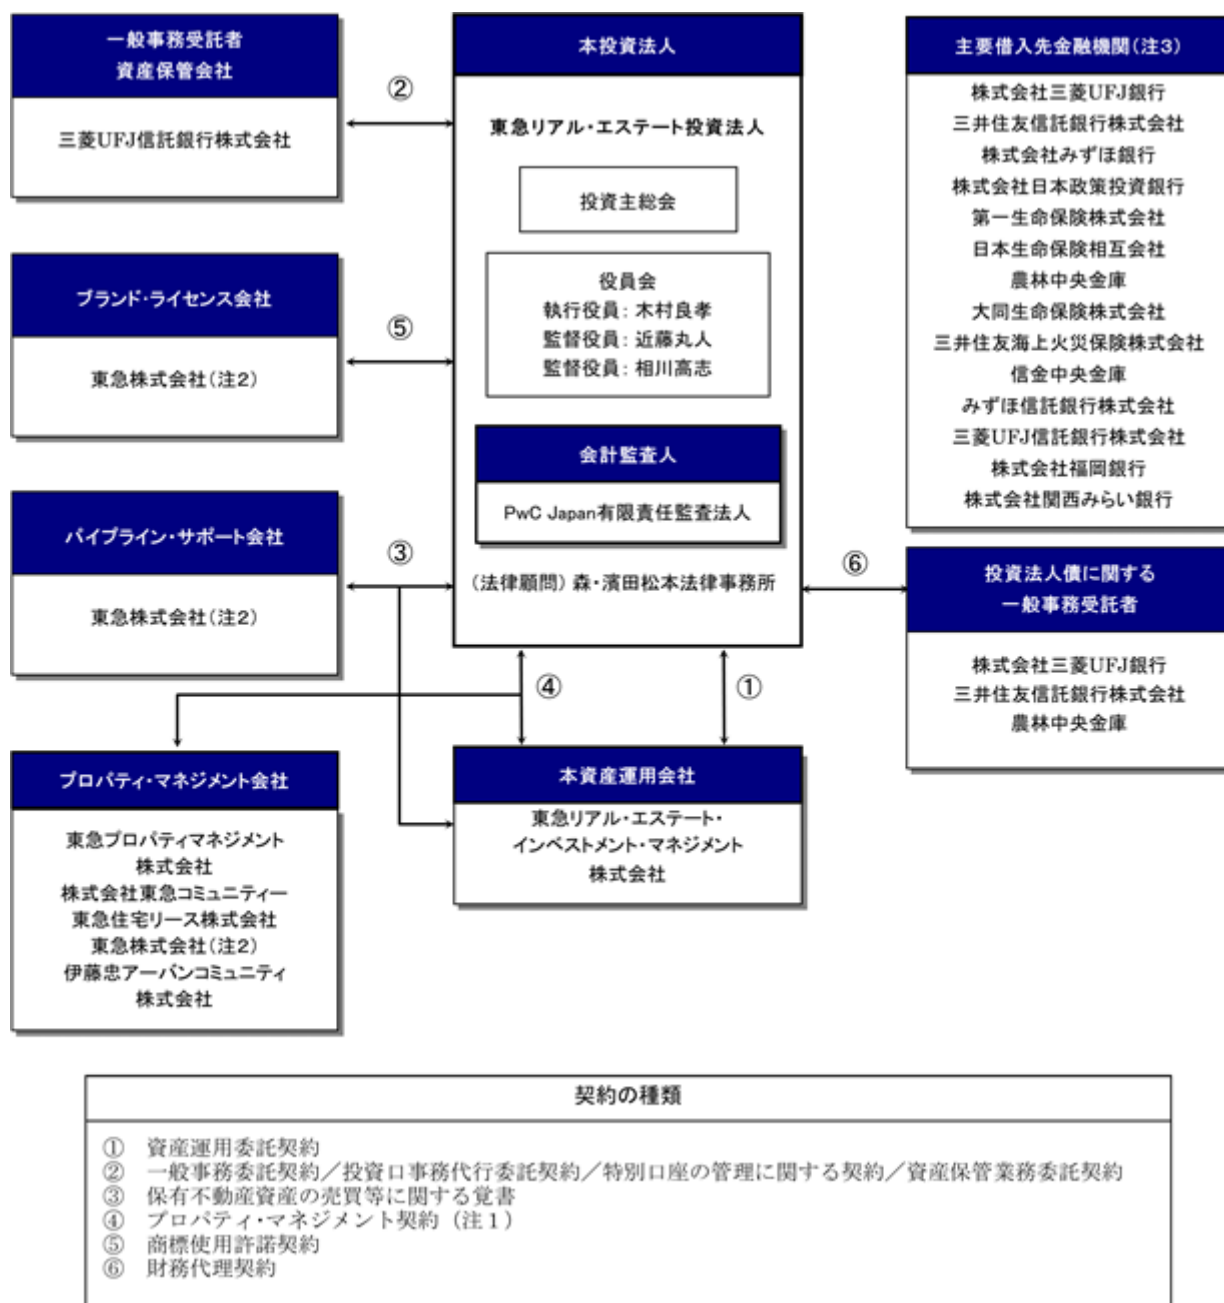 一般事務受託者
資産保管会社
三菱UFJ信託銀行株式会社
②
ブランド・ライセンス会社
東急株式会社(注2)
⑤
パイプライン・サポート会社
東急株式会社(注2)
③
プロパティ・マネジメント会社
東急プロパティマネジメント
株式会社
株式会社東急コミュニティー
東急住宅リース株式会社
東急株式会社(注2)
伊藤忠アーバンコミュニティ
株式会社
本投資法人
東急リアル・エステート投資法人
投資主総会
役員会
執行役員:木村良孝
監督役員:近藤丸人
監督役員:相川高志
会計監査人
PwC Japan有限責任監査法人
(法律顧問) 森・濱田松本法律事務所
④
①
本資産運用会社
東急リアル・エステート・
インベストメント・マネジメント
株式会社
主要借入先金融機関(注3)
株式会社三菱UFJ銀行
三井住友信託銀行株式会社
株式会社みずほ銀行
株式会社日本政策投資銀行
第一生命保険株式会社
日本生命保険相互会社
農林中央金庫
大同生命保険株式会社
三井住友海上火災保険株式会社
信金中央金庫
みずほ信託銀行株式会社
三菱UFJ信託銀行株式会社
株式会社福岡銀行
株式会社関西みらい銀行
⑥
投資法人債に関する
一般事務受託者
株式会社三菱UFJ銀行
三井住友信託銀行株式会社
農林中央金庫
契約の種類
① 資産運用委託契約
② 一般事務委託契約/投資口事務代行委託契約/特別口座の管理に関する契約/資産保管業務委託契約
③ 保有不動産資産の売買等に関する覚書
④ プロパティ・マネジメント契約(注1)
⑤ 商標使用許諾契約
⑥ 財務代理契約